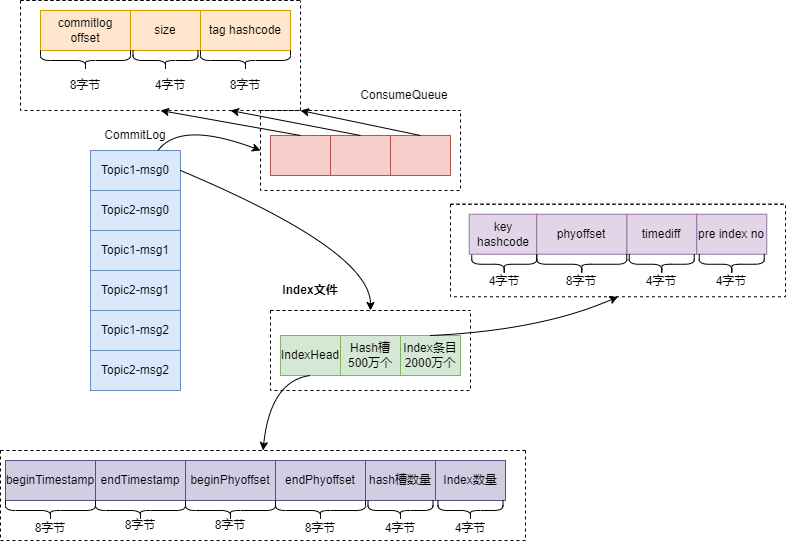 commitlog
offset
size
tag hashcode
8字节
4字节
8字节
ConsumeQueue
CommitLog
Topic1-msg0
Topic2-msg0
Topic1-msg1
Topic2-msg1
Topic1-msg2
Topic2-msg2
key
hashcode
phyoffset
timediff
pre index no
4字节
8字节
4字节
4字节
Index文件
IndexHead
Hash槽
500万个
Index条目
2000万个
beginTimestamp
endTimestamp
beginPhyoffset
endPhyoffset
hash槽数量
Index数量
8字节
8字节
8字节
8字节
4字节
4字节